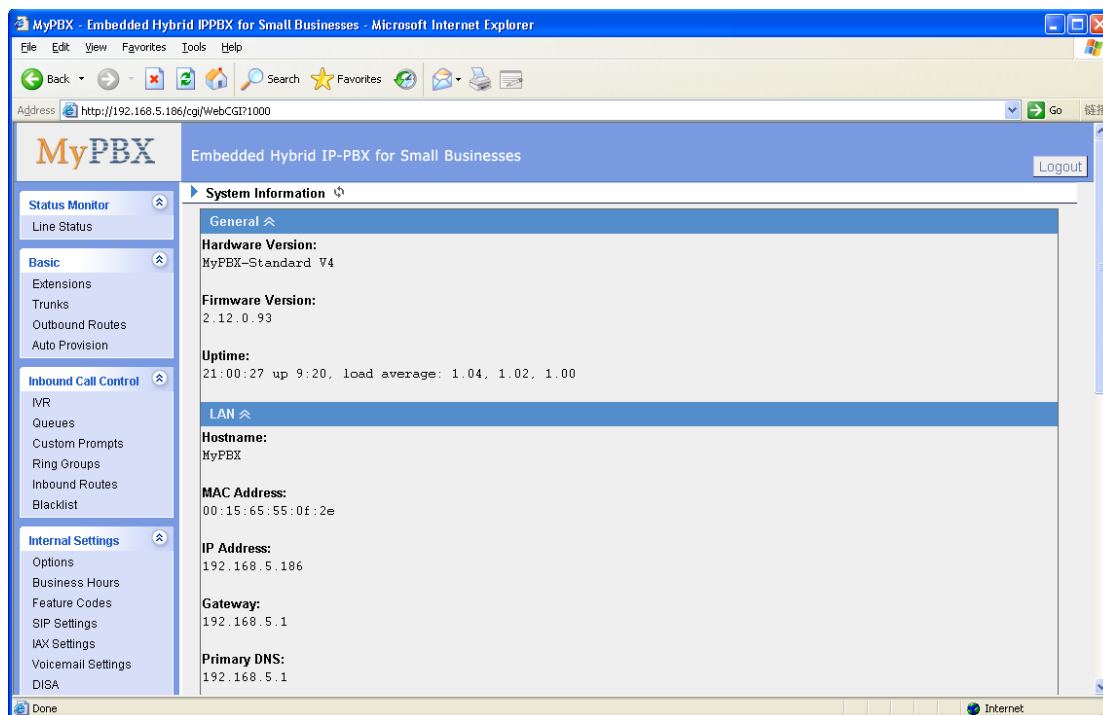 MyPBX - Embedded Hybrid IPPBX for Small Businesses - Microsoft Internet Explorer
File Edit View Favorites Tools Help
Back Search Favorites
Address http://192.168.5.186/cgi/WebCGI?1000 Go 链接
MyPBX Embedded Hybrid IP-PBX for Small Businesses
Logout
Status Monitor
Line Status
Basic
Extensions
Trunks
Outbound Routes
Auto Provision
Inbound Call Control
IVR
Queues
Custom Prompts
Ring Groups
Inbound Routes
Blacklist
Internal Settings
Options
Business Hours
Feature Codes
SIP Settings
IAX Settings
Voicemail Settings
DISA
System Information
General
Hardware Version:
MyPBX-Standard V4
Firmware Version:
2.12.0.93
Uptime:
21:00:27 up 9:20, load average: 1.04, 1.02, 1.00
LAN
Hostname:
MyPBX
MAC Address:
00:15:65:55:0f:2e
IP Address:
192.168.5.186
Gateway:
192.168.5.1
Primary DNS:
192.168.5.1
Done Internet